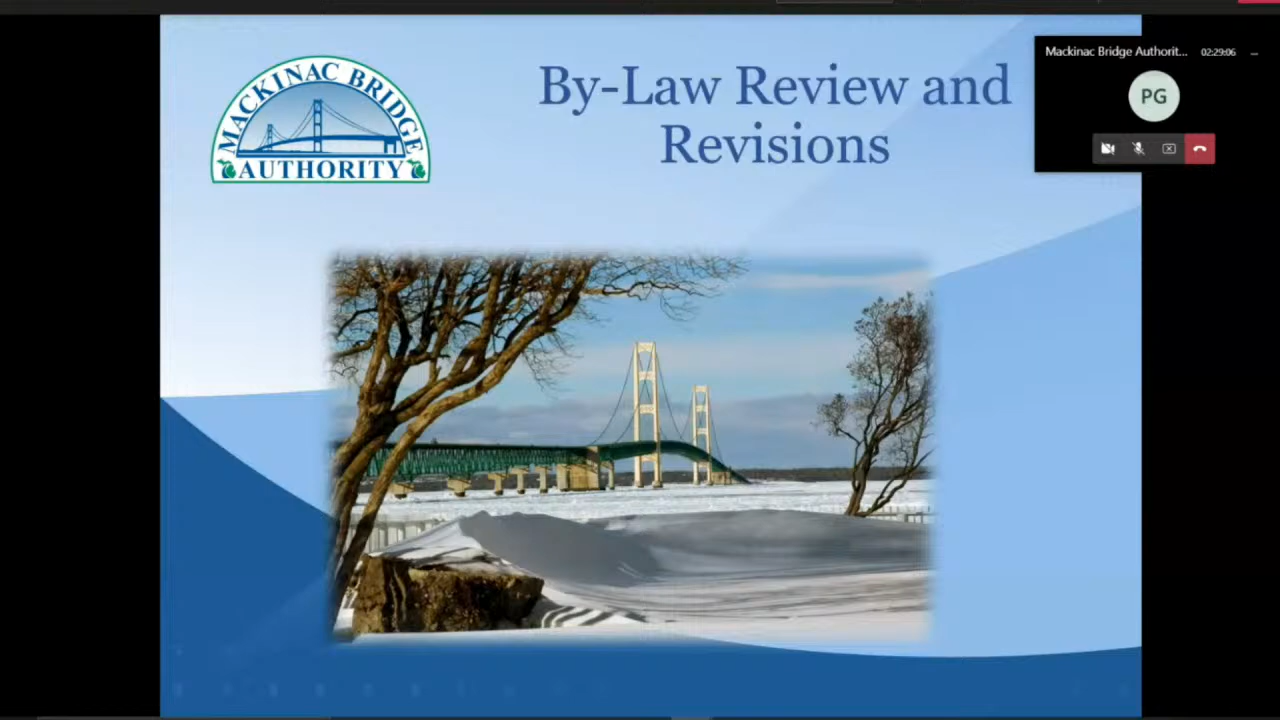 MACKINAC BRIDGE
AUTHORITY
By-Law Review and
Revisions
Mackinac Bridge Authorit...
02:29:06
PG